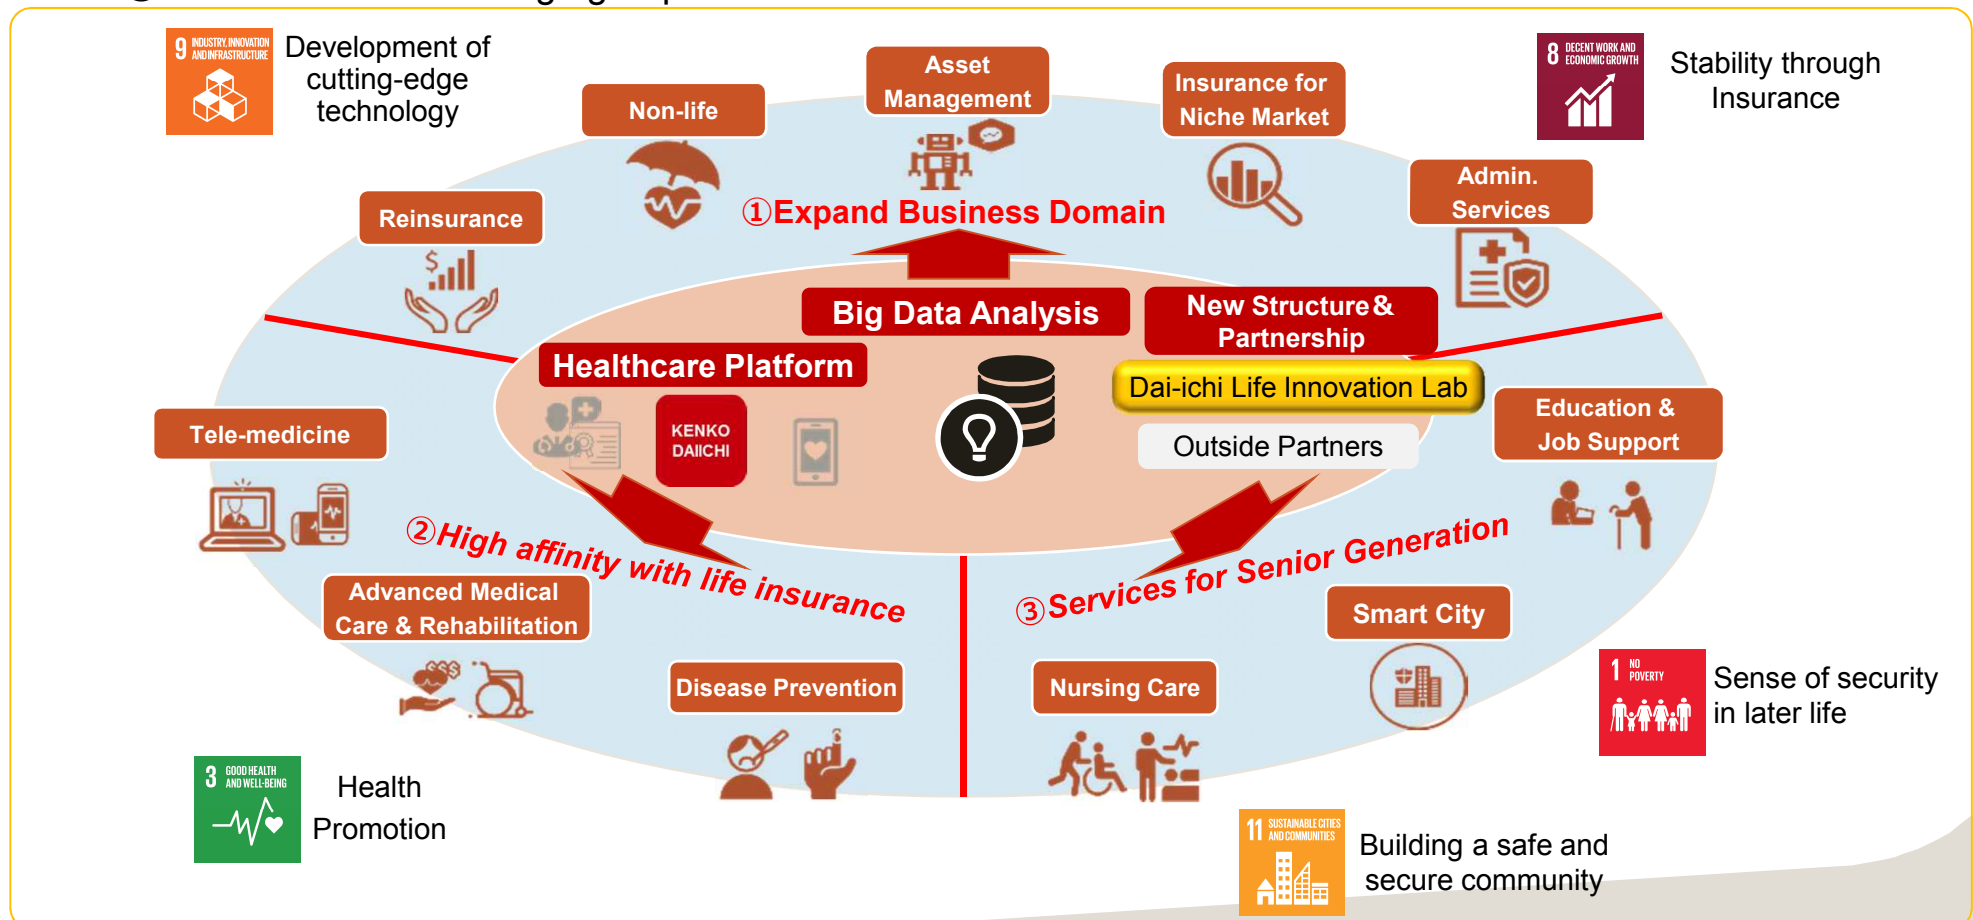 9 INDUSTRY, INNOVATION
AND INFRASTRUCTURE
Development of
cutting-edge
technology
8 DECENT WORK AND
ECONOMIC GROWTH
Stability through
Insurance
Non-life
Asset
Management
Insurance for
Niche Market
Reinsurance
Admin.
Services
①Expand Business Domain
$
Big Data Analysis
New Structure&
Partnership
Healthcare Platform
Dai-ichi Life Innovation Lab
KENKO
DAIICHI
Outside Partners
Tele-medicine
Education &
Job Support
②High affinity with life insurance
③Services for Senior Generation
Advanced Medical
Care & Rehabilitation
$$$
Smart City
Disease Prevention
Nursing Care
1 NO
POVERTY
Sense of security
in later life
3 GOOD HEALTH
AND WELL-BEING
Health
Promotion
11 SUSTAINABLE CITIES
AND COMMUNITIES
Building a safe and
secure community